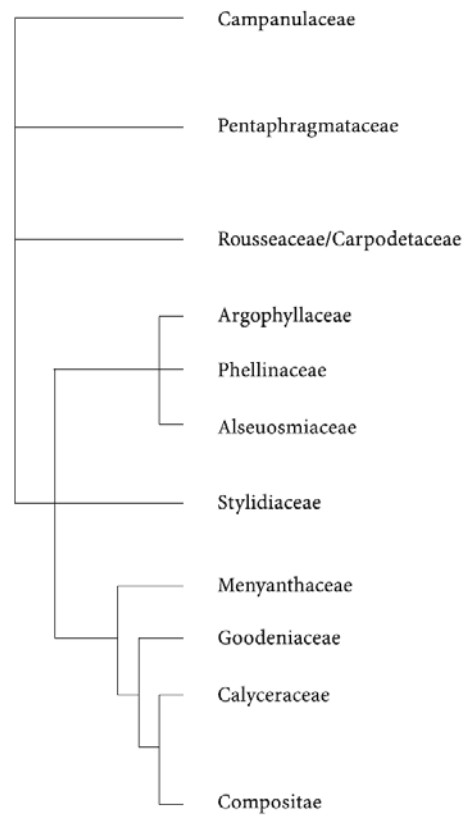 Campanulaceae
Pentaphragmataceae
Rousseaceae/Carpodetaceae
Argophyllaceae
Phellinaceae
Alseuosmiaceae
Stylidiaceae
Menyanthaceae
Goodeniaceae
Calyceraceae
Compositae